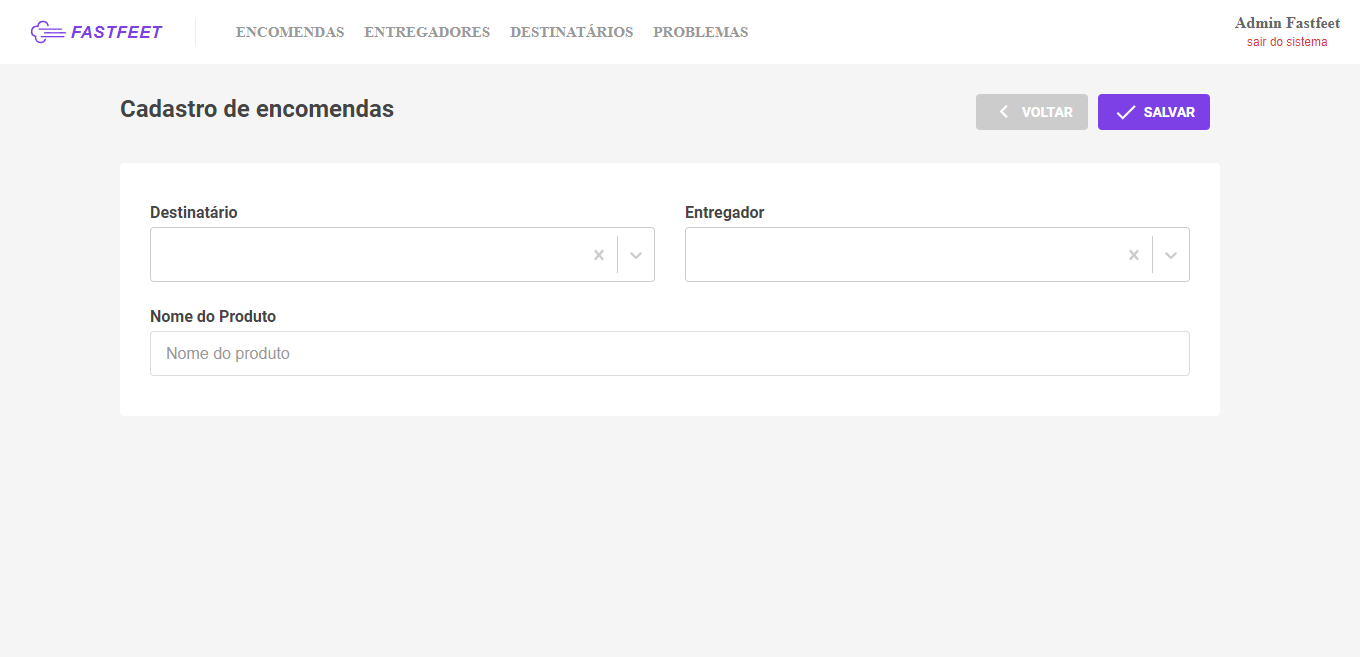 FASTFEET ENCOMENDAS ENTREGADORES DESTINATÁRIOS PROBLEMAS Admin Fastfeet
sair do sistema
Cadastro de encomendas VOLTAR SALVAR
Destinatário Entregador
Nome do Produto
Nome do produto